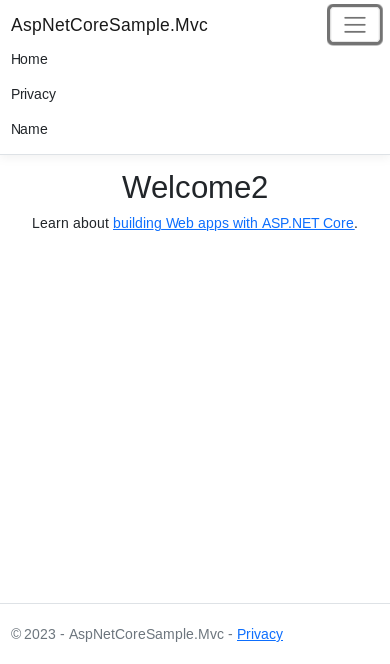 AspNetCoreSample.Mvc
Home
Privacy
Name
Welcome2
Learn about building Web apps with ASP.NET Core.
© 2023 - AspNetCoreSample.Mvc - Privacy